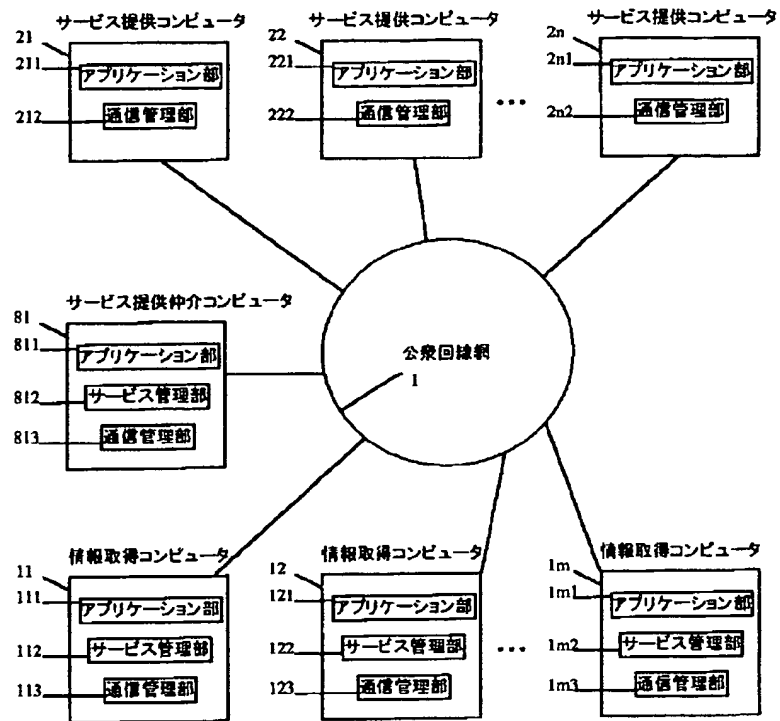 サービス提供コンピュータ
21
211
アプリケーション部
212
通信管理部
サービス提供コンピュータ
22
221
アプリケーション部
222
通信管理部
...
サービス提供コンピュータ
2n
2n1
アプリケーション部
2n2
通信管理部
サービス提供仲介コンピュータ
81
811
アプリケーション部
812
サービス管理部
813
通信管理部
公衆回線網
1
情報取得コンピュータ
11
111
アプリケーション部
112
サービス管理部
113
通信管理部
情報取得コンピュータ
12
121
アプリケーション部
122
サービス管理部
123
通信管理部
...
情報取得コンピュータ
1m
1m1
アプリケーション部
1m2
サービス管理部
1m3
通信管理部